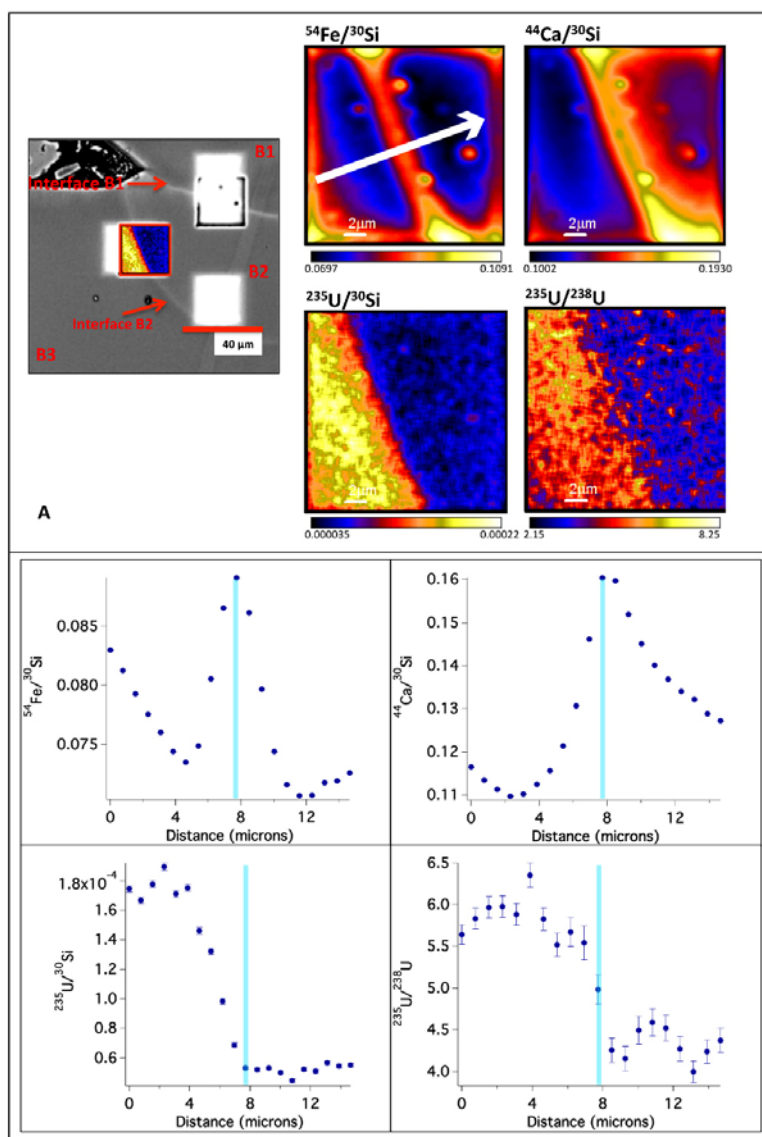 54Fe/30Si
44Ca/30Si
B1
Interface B1
B2
Interface B2
40 µm
B3
2µm
2µm
0.0697
0.1091
0.1002
0.1930
235U/30Si
235U/238U
2µm
2µm
A
0.000035
0.00022
2.15
8.25
0.085
0.080
0.075
54Fe/30Si
0
4
8
12
Distance (microns)
0.16
0.15
0.14
0.13
0.12
0.11
44Ca/30Si
0
4
8
12
Distance (microns)
1.8x10-4
1.6
1.4
1.2
1.0
0.8
0.6
235U/30Si
0
4
8
12
Distance (microns)
6.5
6.0
5.5
5.0
4.5
4.0
235U/238U
0
4
8
12
Distance (microns)